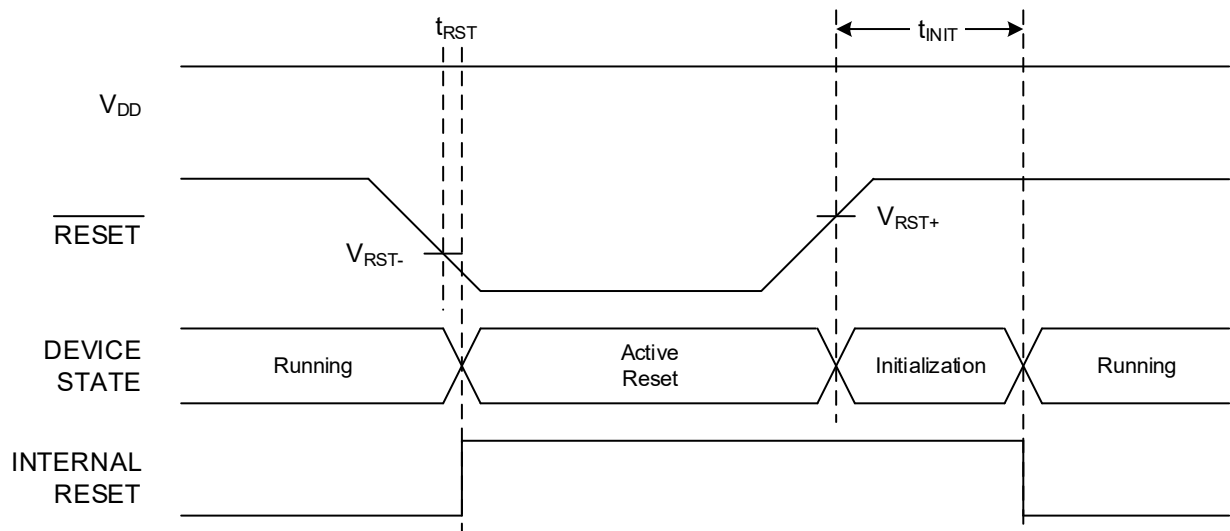 tRST
tINIT
VDD
RESET
VRST-
VRST+
DEVICE
STATE
Running
Active
Reset
Initialization
Running
INTERNAL
RESET